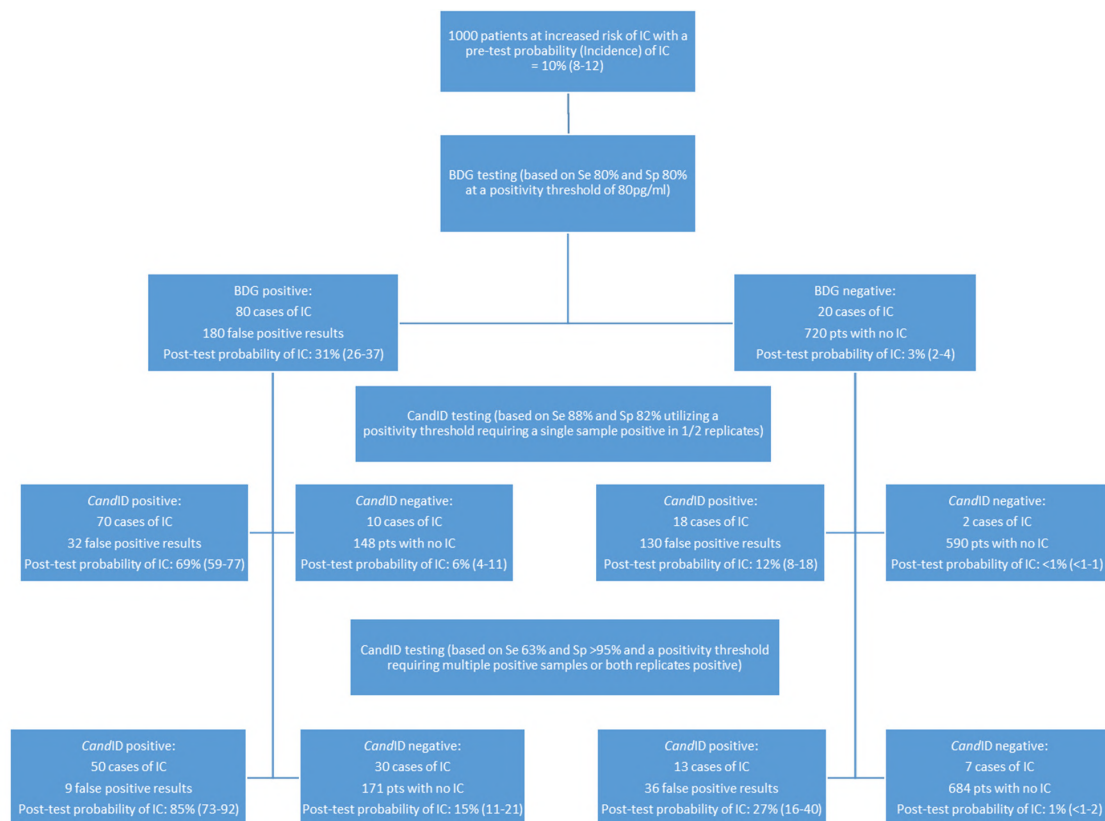 1000 patients at increased risk of IC with a
pre-test probability (Incidence) of IC
= 10% (8-12)
BDG testing (based on Se 80% and Sp 80%
at a positivity threshold of 80pg/ml)
BDG positive:
80 cases of IC
180 false positive results
Post-test probability of IC: 31% (26-37)
BDG negative:
20 cases of IC
720 pts with no IC
Post-test probability of IC: 3% (2-4)
CandID testing (based on Se 88% and Sp 82% utilizing a
positivity threshold requiring a single sample positive in 1/2 replicates)
CandID positive:
70 cases of IC
32 false positive results
Post-test probability of IC: 69% (59-77)
CandID negative:
10 cases of IC
148 pts with no IC
Post-test probability of IC: 6% (4-11)
CandID positive:
18 cases of IC
130 false positive results
Post-test probability of IC: 12% (8-18)
CandID negative:
2 cases of IC
590 pts with no IC
Post-test probability of IC: <1% (<1-1)
CandID testing (based on Se 63% and Sp >95% and a positivity threshold
requiring multiple positive samples or both replicates positive)
CandID positive:
50 cases of IC
9 false positive results
Post-test probability of IC: 85% (73-92)
CandID negative:
30 cases of IC
171 pts with no IC
Post-test probability of IC: 15% (11-21)
CandID positive:
13 cases of IC
36 false positive results
Post-test probability of IC: 27% (16-40)
CandID negative:
7 cases of IC
684 pts with no IC
Post-test probability of IC: 1% (<1-2)